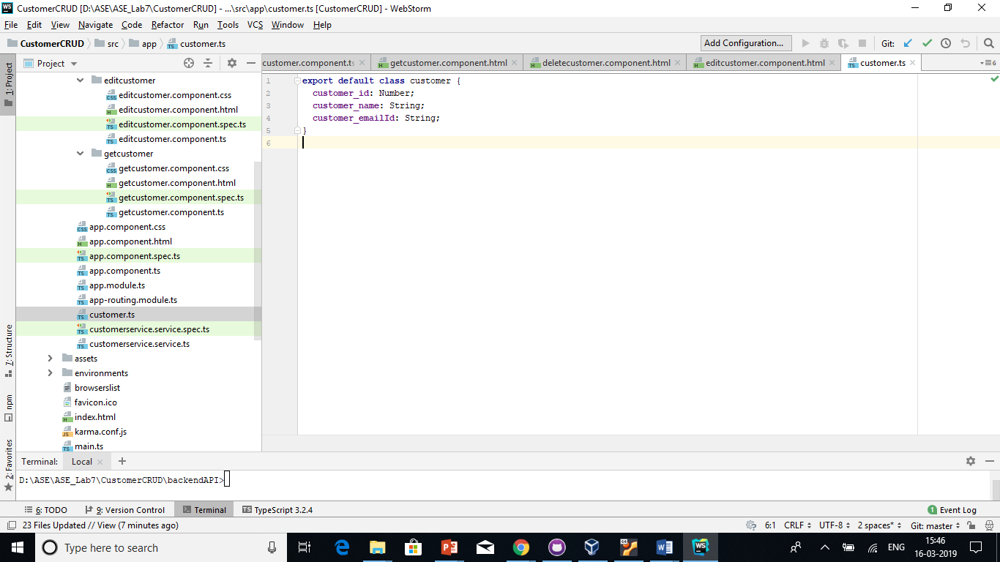 CustomerCRUD [D:\ASE\ASE_Lab7\CustomerCRUD] - ...\src\app\customer.ts [CustomerCRUD] - WebStorm
File Edit View Navigate Code Refactor Run Tools VCS Window Help
CustomerCRUD src app customer.ts Add Configuration... Git:
1: Project
Project
customer.component.ts getcustomer.component.html deletecustomer.component.html editcustomer.component.html customer.ts 6
editcustomer
editcustomer.component.css
editcustomer.component.html
editcustomer.component.spec.ts
editcustomer.component.ts
getcustomer
getcustomer.component.css
getcustomer.component.html
getcustomer.component.spec.ts
getcustomer.component.ts
app.component.css
app.component.html
app.component.spec.ts
app.component.ts
app.module.ts
app-routing.module.ts
customer.ts
customerservice.service.spec.ts
customerservice.service.ts
assets
environments
browserslist
favicon.ico
index.html
karma.conf.js
main.ts
1 export default class customer {
2 customer_id: Number;
3 customer_name: String;
4 customer_emailId: String;
5 }
6
7: Structure
npm
2: Favorites
Terminal: Local +
D:\ASE\ASE_Lab7\CustomerCRUD\backendAPI>
6: TODO 9: Version Control Terminal TypeScript 3.2.4 1 Event Log
23 Files Updated // View (7 minutes ago) 6:1 CRLF UTF-8 2 spaces* Git: master
Type here to search ENG 15:46
16-03-2019